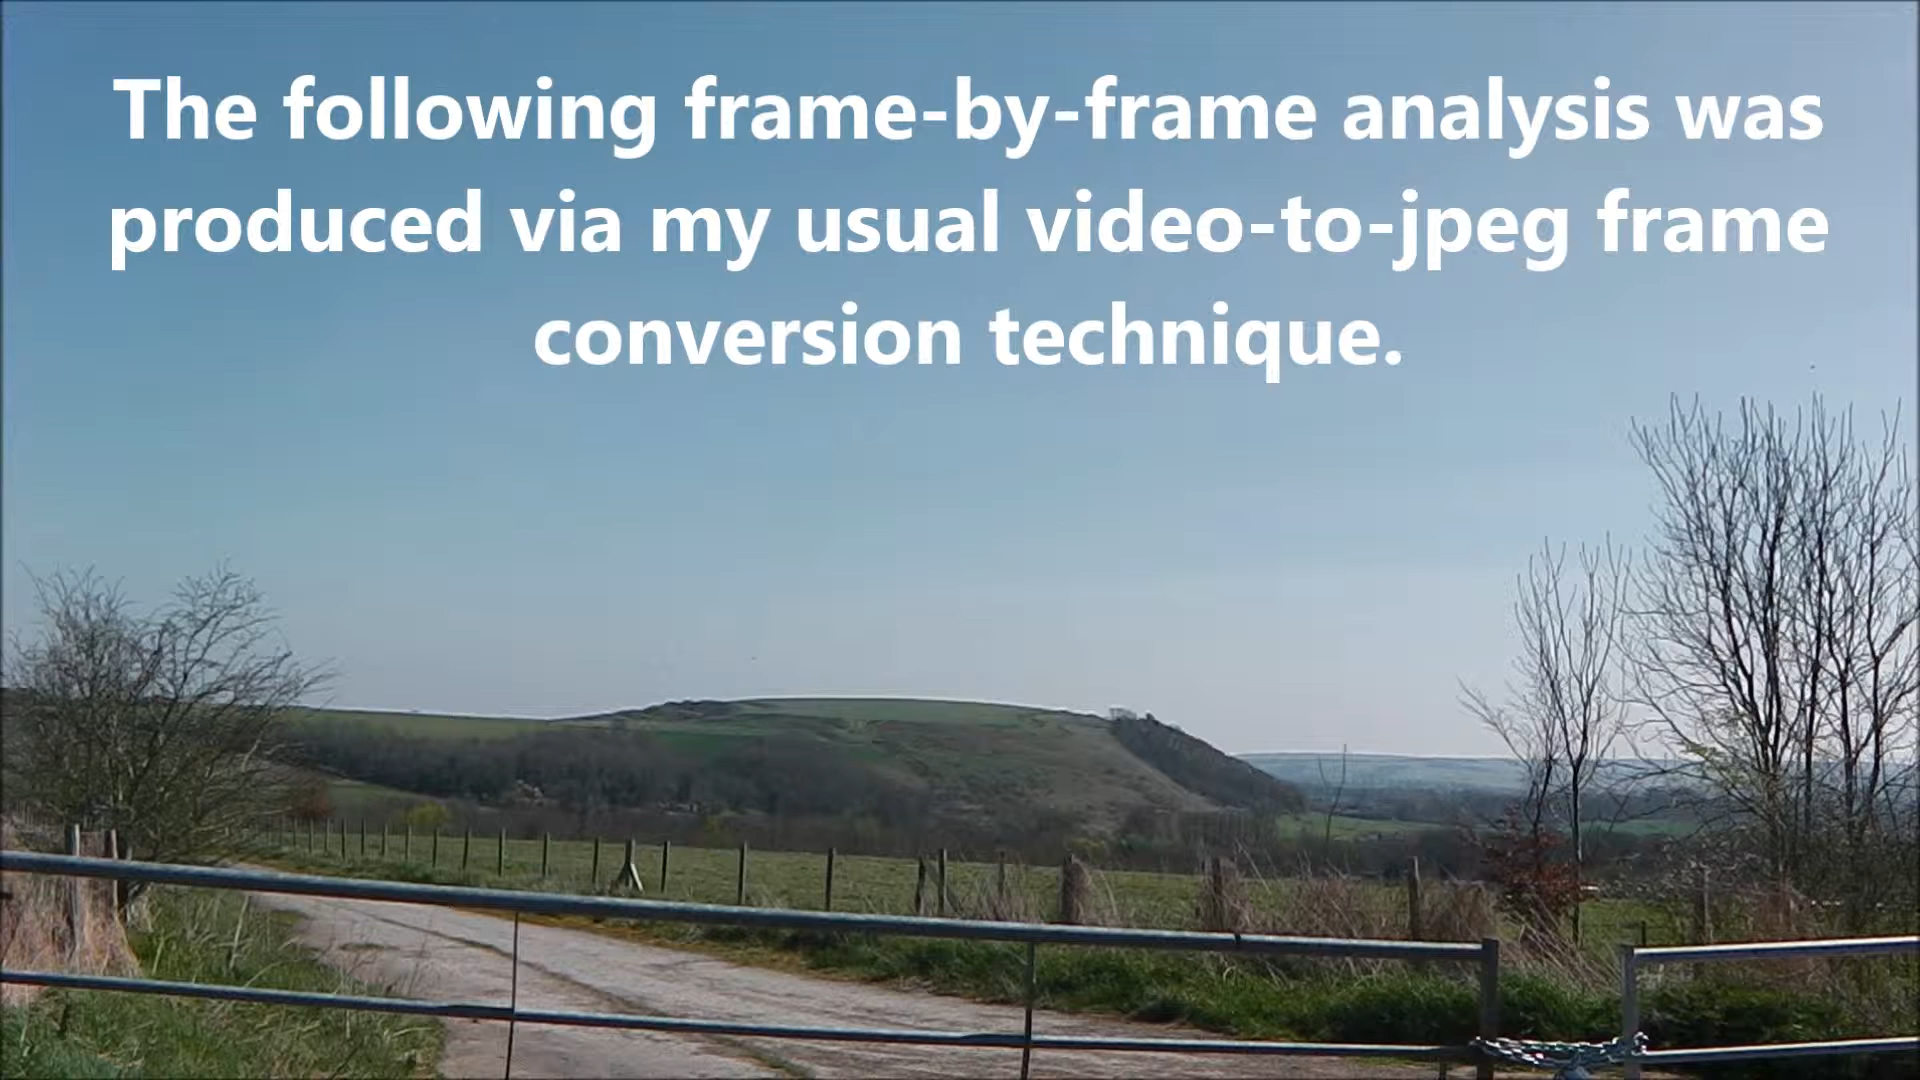 The following frame-by-frame analysis was
produced via my usual video-to-jpeg frame
conversion technique.